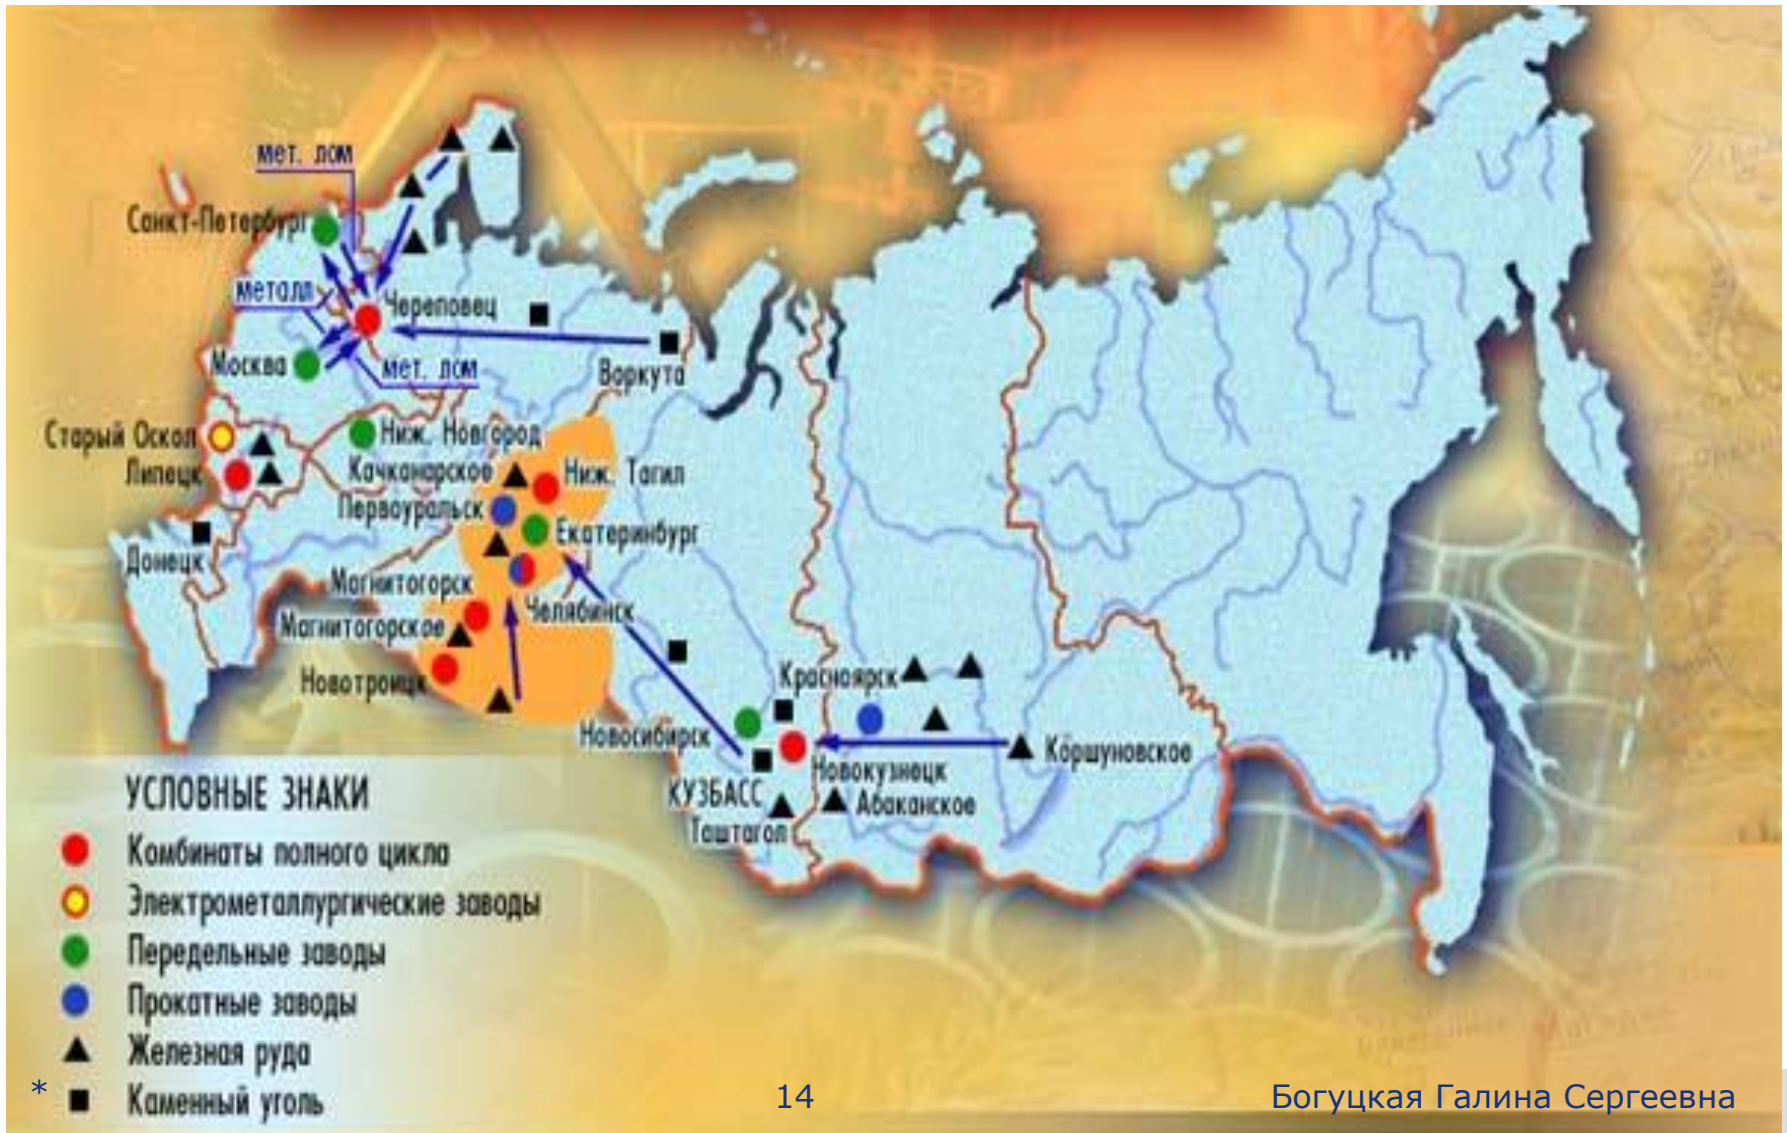 мет. лом
Санкт-Петербург
металл
Череповец
Москва
мет. лом
Воркута
Старый Оскол
Ниж. Новгород
Липецк
Качканарское
Ниж. Тагил
Первоуральск
Екатеринбург
Донецк
Магнитогорск
Челябинск
Магнитогорское
Новотроицк
Красноярск
Новосибирск
Коршуновское
Новокузнецк
КУЗБАСС
Абаканское
Таштагол
УСЛОВНЫЕ ЗНАКИ
Комбинаты полного цикла
Электрометаллургические заводы
Передельные заводы
Прокатные заводы
Железная руда
Каменный уголь
*
14
Богуцкая Галина Сергеевна